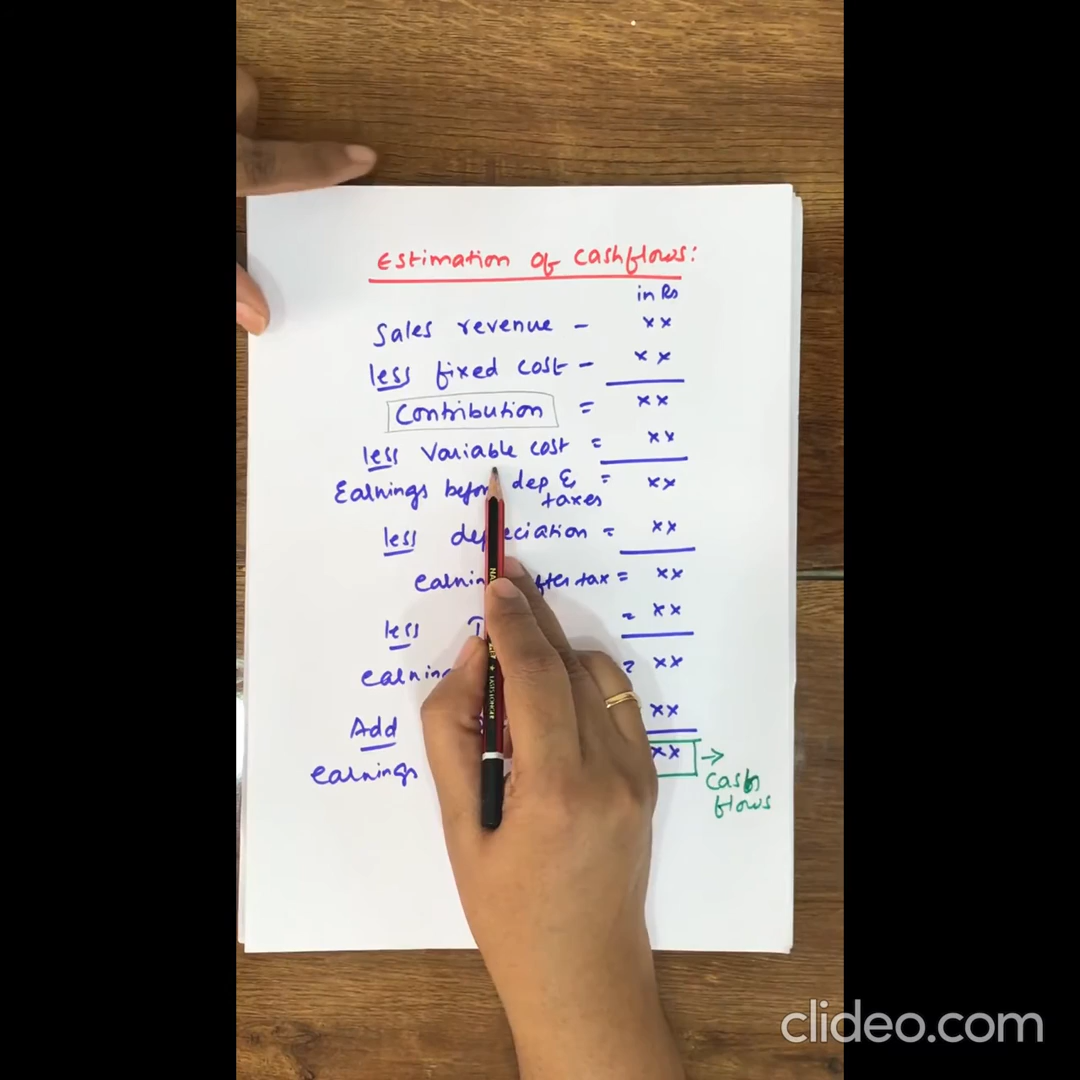 Estimation of cashflows:
in Rs
Sales revenue - xx
less fixed cost - xx
Contribution = xx
less Variable cost = xx
Earnings before dep & taxes = xx
less depreciation = xx
after tax = xx
less = xx
= xx
Add xx
earnings xx → cash flows
clideo.com